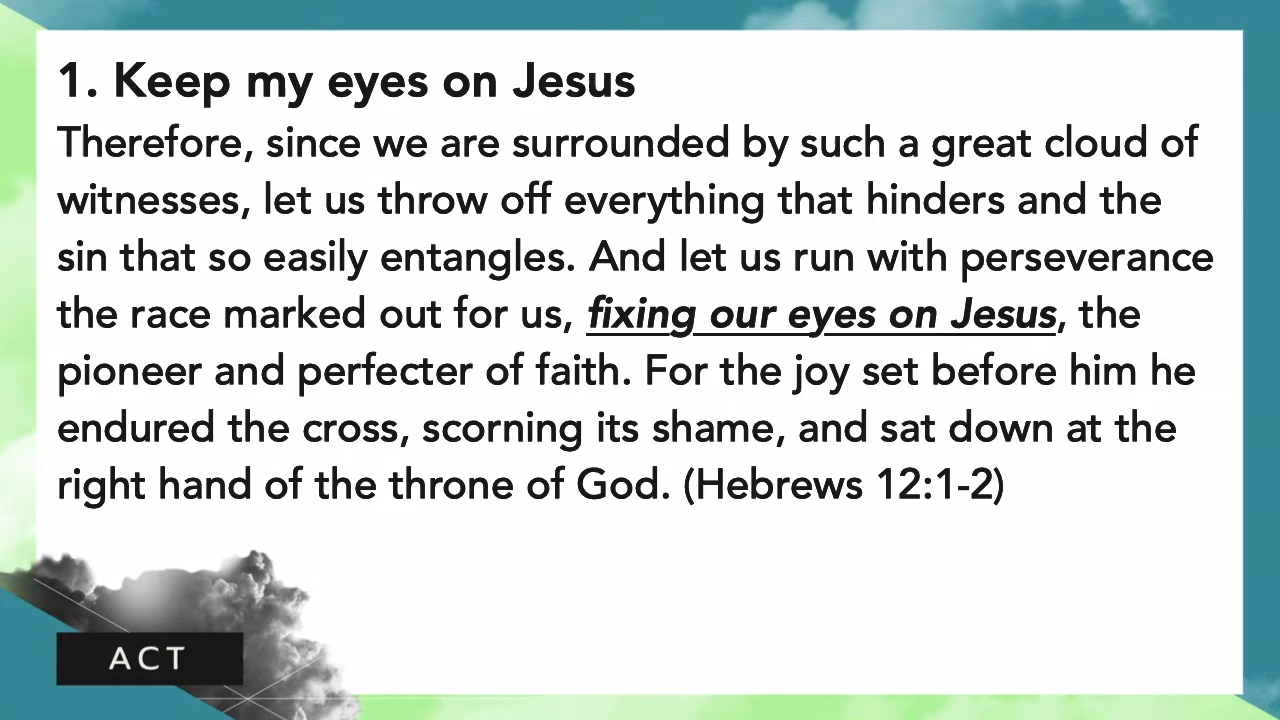 1. Keep my eyes on Jesus
Therefore, since we are surrounded by such a great cloud of
witnesses, let us throw off everything that hinders and the
sin that so easily entangles. And let us run with perseverance
the race marked out for us, fixing our eyes on Jesus, the
pioneer and perfecter of faith. For the joy set before him he
endured the cross, scorning its shame, and sat down at the
right hand of the throne of God. (Hebrews 12:1-2)
ACT